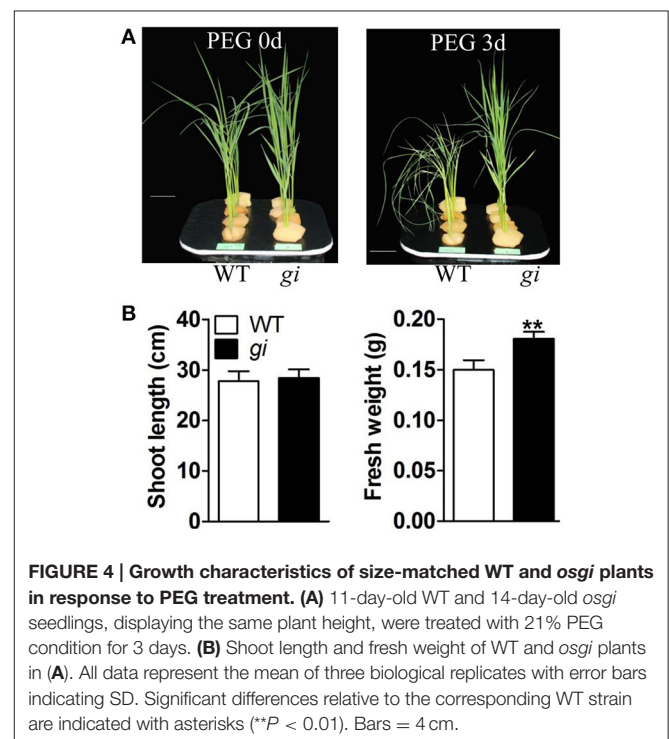 A
PEG 0d
PEG 3d
WT gi
WT gi
B
40
30
20
10
0
Shoot length (cm)
WT
gi
0.20
0.15
0.10
0.05
0.00
Fresh weight (g)
**
FIGURE 4 | Growth characteristics of size-matched WT and osgi plants
in response to PEG treatment. (A) 11-day-old WT and 14-day-old osgi
seedlings, displaying the same plant height, were treated with 21% PEG
condition for 3 days. (B) Shoot length and fresh weight of WT and osgi plants
in (A). All data represent the mean of three biological replicates with error bars
indicating SD. Significant differences relative to the corresponding WT strain
are indicated with asterisks (**P < 0.01). Bars = 4 cm.